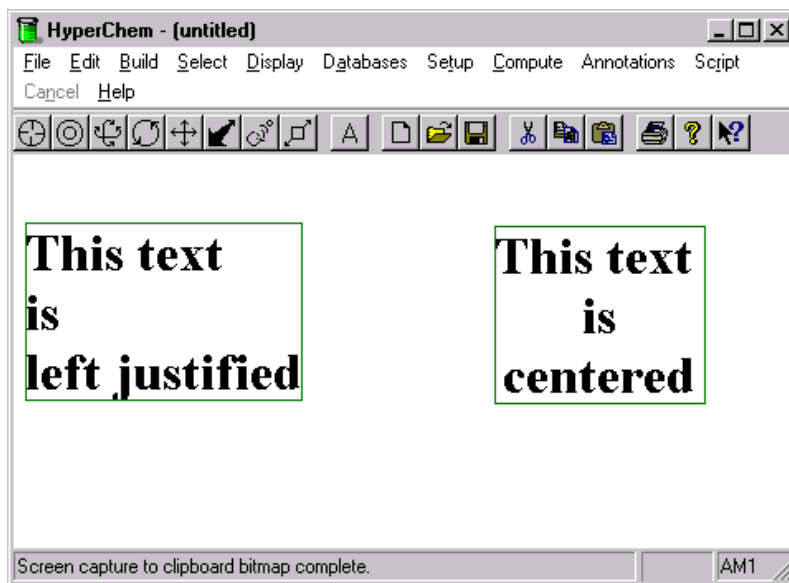 HyperChem - (untitled)
File Edit Build Select Display Databases Setup Compute Annotations Script
Cancel Help
A
This text
is
left justified
This text
is
centered
Screen capture to clipboard bitmap complete. AM1